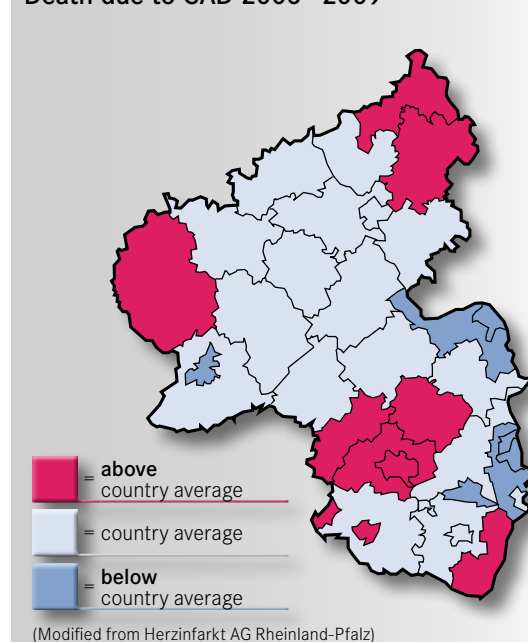 Death due to CAD 2006–2009
= above
country average
= country average
= below
country average
(Modified from Herzinfarkt AG Rheinland-Pfalz)